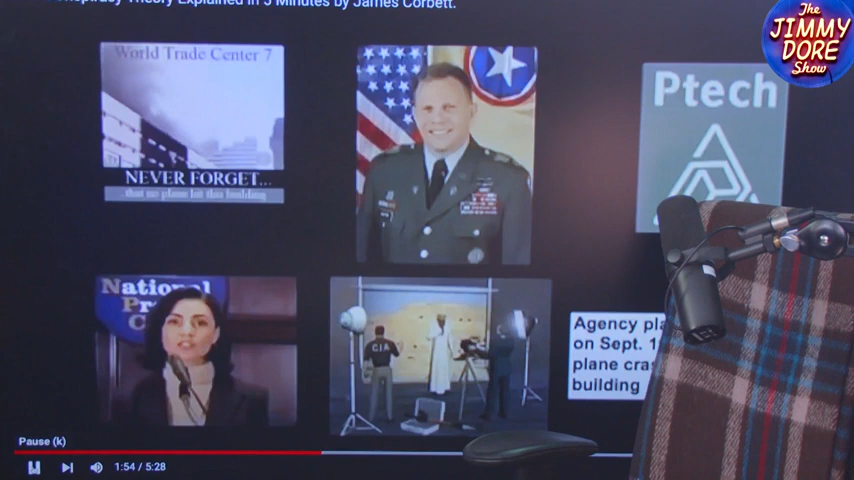 onspiracy Theory Explained in 5 Minutes by James Corbett.
The
JIMMY
DORE
Show
World Trade Center 7
NEVER FORGET...
that no plane hit this building
Ptech
National
Pre
C
CIA
Agency pla
on Sept. 1
plane cras
building
Pause (k)
1:54 / 5:28